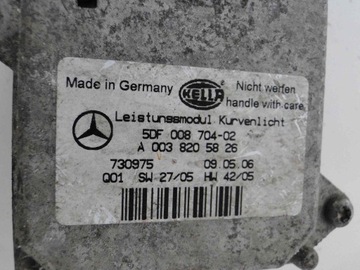 Made in Germany
HELLA
Nicht werfen
handle with care
Leistunssmodul Kurvenlicht
5DF 008 704-02
A 003 820 58 26
730975 09.05.06
Q01 SW 27/05 HW 42/05